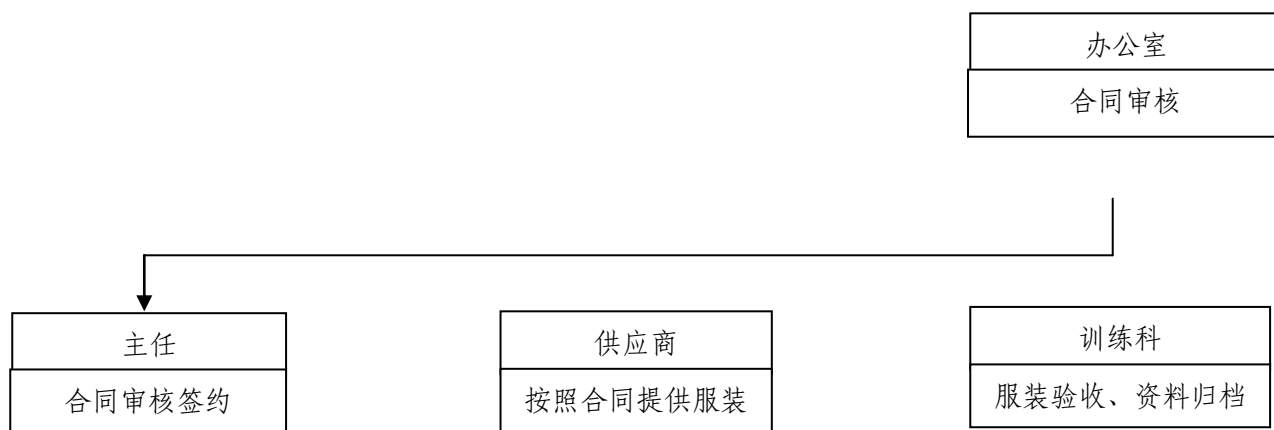 办公室
合同审核
主任
合同审核签约
供应商
按照合同提供服装
训练科
服装验收、资料归档